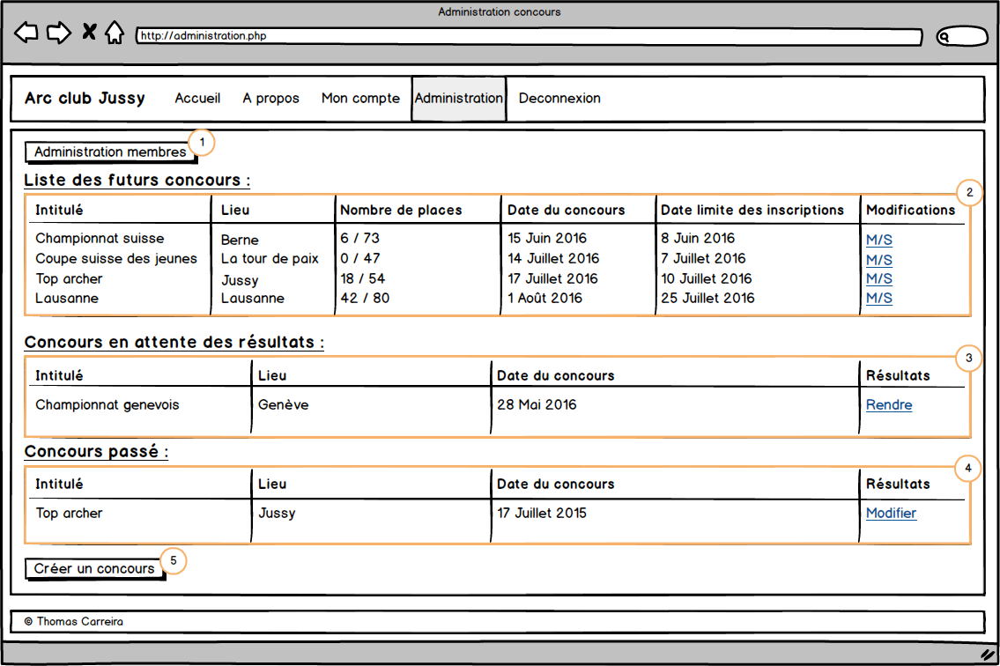 Administration concours
http://administration.php
Arc club Jussy Accueil A propos Mon compte Administration Deconnexion
Administration membres 1
Liste des futurs concours :
2
Intitulé Lieu Nombre de places Date du concours Date limite des inscriptions Modifications
Championnat suisse Berne 6 / 73 15 Juin 2016 8 Juin 2016 M/S
Coupe suisse des jeunes La tour de paix 0 / 47 14 Juillet 2016 7 Juillet 2016 M/S
Top archer Jussy 18 / 54 17 Juillet 2016 10 Juillet 2016 M/S
Lausanne Lausanne 42 / 80 1 Août 2016 25 Juillet 2016 M/S
Concours en attente des résultats :
3
Intitulé Lieu Date du concours Résultats
Championnat genevois Genève 28 Mai 2016 Rendre
Concours passé :
4
Intitulé Lieu Date du concours Résultats
Top archer Jussy 17 Juillet 2015 Modifier
Créer un concours 5
© Thomas Carreira